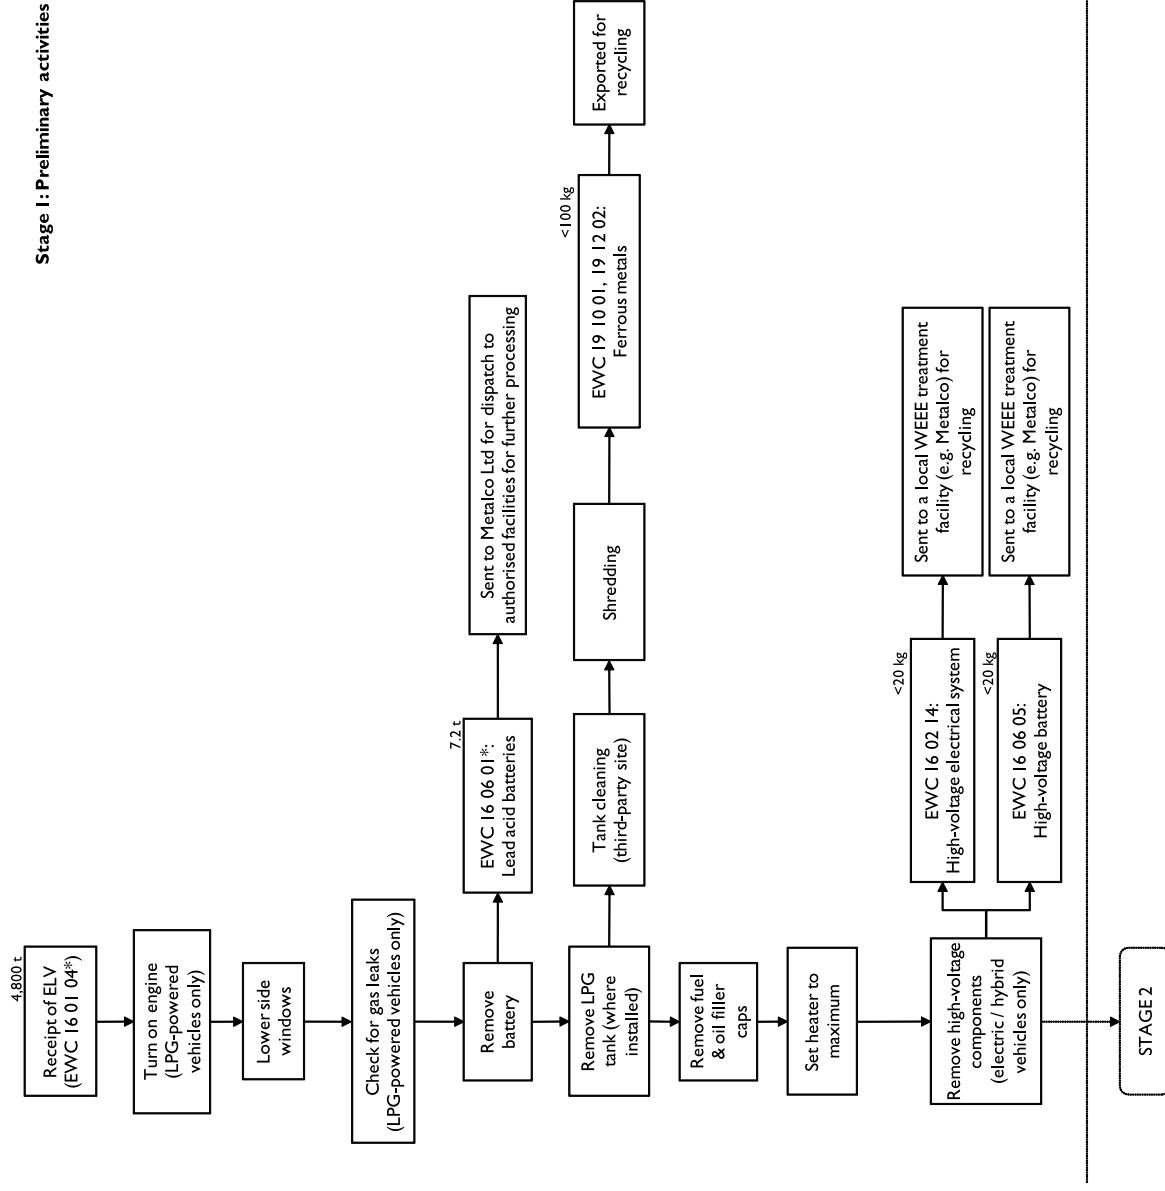 Stage 1: Preliminary activities
4,800 t
Receipt of ELV
(EWC 16 01 04*)
Turn on engine
(LPG-powered
vehicles only)
Lower side
windows
Check for gas leaks
(LPG-powered vehicles only)
Remove
battery
7.2 t
EWC 16 06 01*:
Lead acid batteries
Sent to Metalco Ltd for dispatch to
authorised facilities for further processing
Remove LPG
tank (where
installed)
Tank cleaning
(third-party site)
Shredding
<100 kg
EWC 19 10 01, 19 12 02:
Ferrous metals
Exported for
recycling
Remove fuel
& oil filler
caps
Set heater to
maximum
Remove high-voltage
components
(electric / hybrid
vehicles only)
<20 kg
EWC 16 02 14:
High-voltage electrical system
Sent to a local WEEE treatment
facility (e.g. Metalco) for
recycling
<20 kg
EWC 16 06 05:
High-voltage battery
Sent to a local WEEE treatment
facility (e.g. Metalco) for
recycling
STAGE 2